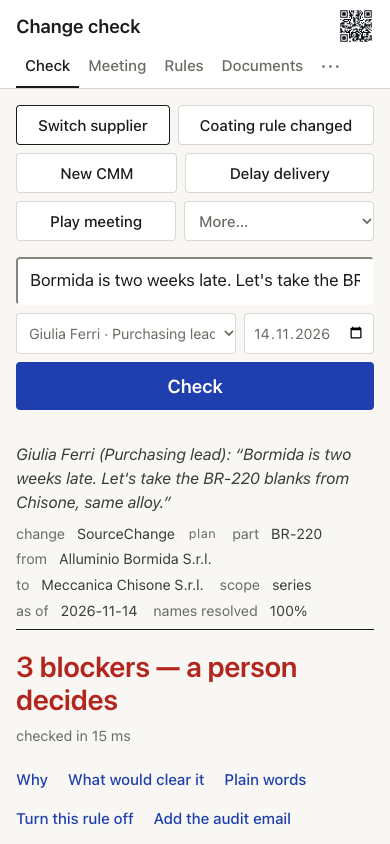 Change check
Check Meeting Rules Documents ...
Switch supplier Coating rule changed
New CMM Delay delivery
Play meeting More...
Bormida is two weeks late. Let's take the BR
Giulia Ferri · Purchasing lead 14.11.2026
Check
Giulia Ferri (Purchasing lead): “Bormida is two
weeks late. Let's take the BR-220 blanks from
Chisone, same alloy.”
change SourceChange plan part BR-220
from Alluminio Bormida S.r.l.
to Meccanica Chisone S.r.l. scope series
as of 2026-11-14 names resolved 100%
3 blockers — a person
decides
checked in 15 ms
Why What would clear it Plain words
Turn this rule off Add the audit email